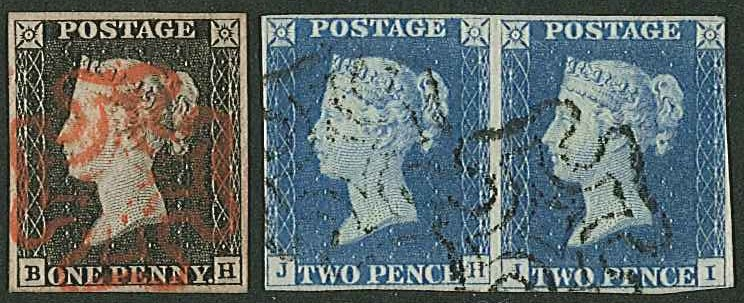 POSTAGE
B ONE PENNY. H
POSTAGE
J TWO PENCE H
POSTAGE
J TWO PENCE I